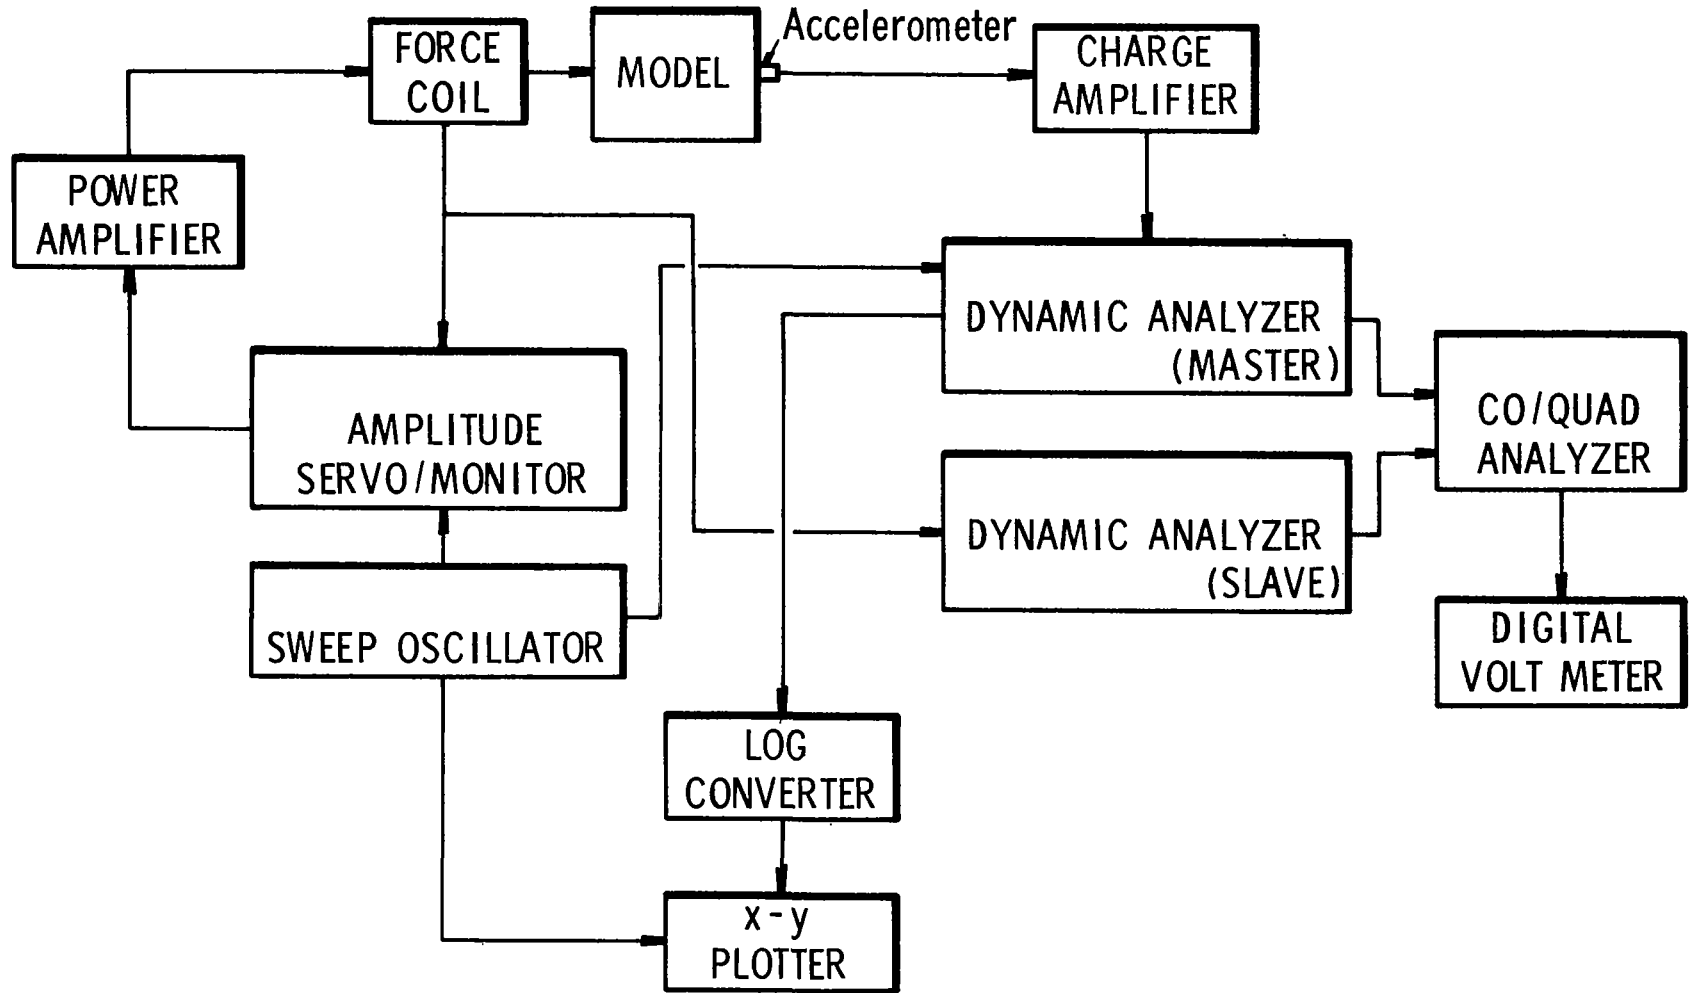 FORCE
COIL
MODEL
Accelerometer
CHARGE
AMPLIFIER
POWER
AMPLIFIER
DYNAMIC ANALYZER
(MASTER)
AMPLITUDE
SERVO/MONITOR
CO/QUAD
ANALYZER
DYNAMIC ANALYZER
(SLAVE)
SWEEP OSCILLATOR
DIGITAL
VOLT METER
LOG
CONVERTER
x-y
PLOTTER